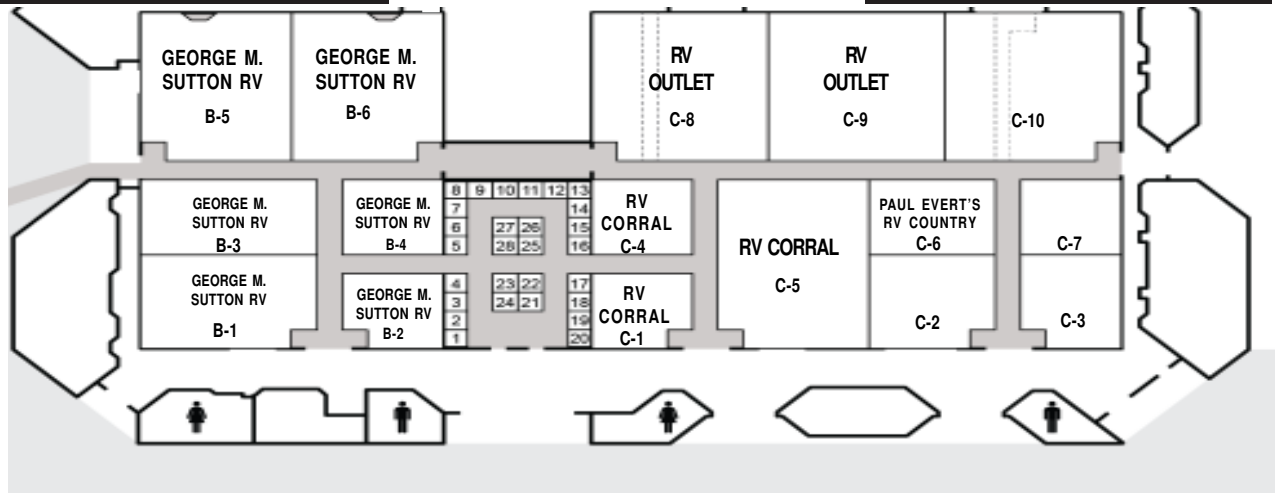 GEORGE M.
SUTTON RV
B-5
GEORGE M.
SUTTON RV
B-6
RV
OUTLET
C-8
RV
OUTLET
C-9
C-10
GEORGE M.
SUTTON RV
B-3
GEORGE M.
SUTTON RV
B-4
8 9 10 11 12 13
7 14
6 27 26 15
5 28 25 16
RV
CORRAL
C-4
RV CORRAL
C-5
PAUL EVERT'S
RV COUNTRY
C-6
C-7
GEORGE M.
SUTTON RV
B-1
GEORGE M.
SUTTON RV
B-2
4 23 22 17
3 24 21 18
2 19
1 20
RV
CORRAL
C-1
C-2
C-3